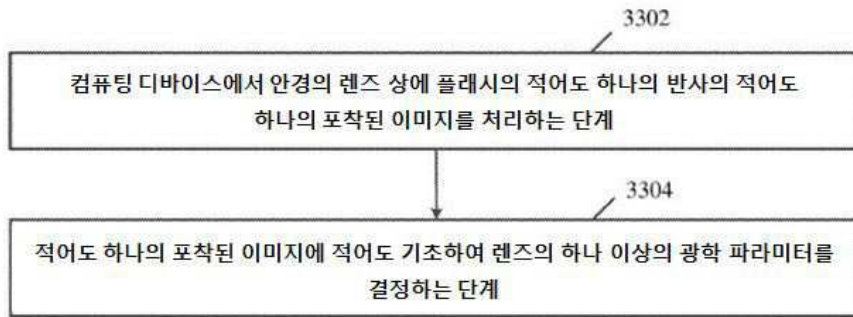 3302
컴퓨팅 디바이스에서 안경의 렌즈 상에 플래시의 적어도 하나의 반사의 적어도
하나의 포착된 이미지를 처리하는 단계
3304
적어도 하나의 포착된 이미지에 적어도 기초하여 렌즈의 하나 이상의 광학 파라미터를
결정하는 단계